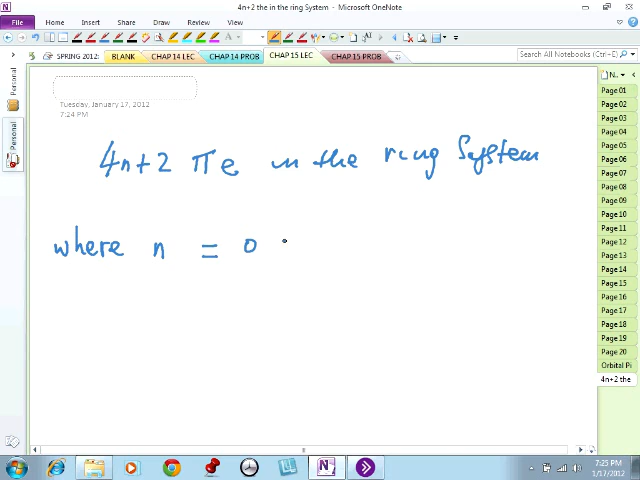 4n+2 the in the ring System - Microsoft OneNote
File Home Insert Share Draw Review View
SPRING 2012: BLANK CHAP 14 LEC CHAP 14 PROB CHAP 15 LEC CHAP 15 PROB Search All Notebooks (Ctrl+E)
Personal
Personal
N..
Page 01
Page 02
Page 03
Page 04
Page 05
Page 06
Page 07
Page 08
Page 09
Page 10
Page 11
Page 12
Page 13
Page 14
Page 15
Page 16
Page 17
Page 18
Page 19
Page 20
Orbital Pi
4n+2 the
Tuesday, January 17, 2012
7:24 PM
4n+2 πe in the ring System
where n = 0
7:25 PM
1/17/2012